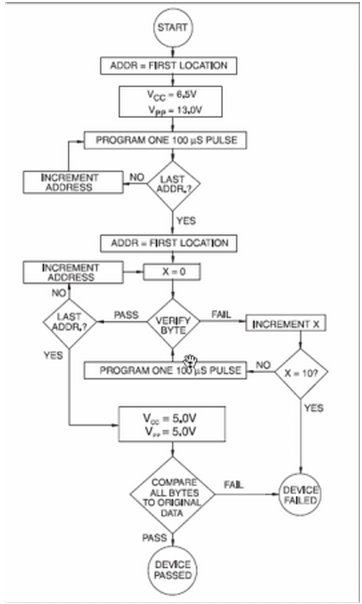 START
ADDR = FIRST LOCATION
VCC = 6.5V
VPP = 13.0V
PROGRAM ONE 100 µS PULSE
INCREMENT
ADDRESS
NO
LAST
ADDR.?
YES
ADDR = FIRST LOCATION
INCREMENT
ADDRESS
X = 0
NO
LAST
ADDR.?
PASS
VERIFY
BYTE
FAIL
INCREMENT X
YES
PROGRAM ONE 100 µS PULSE
NO
X = 10?
YES
VCC = 5.0V
VPP = 5.0V
COMPARE
ALL BYTES
TO ORIGINAL
DATA
FAIL
DEVICE
FAILED
PASS
DEVICE
PASSED